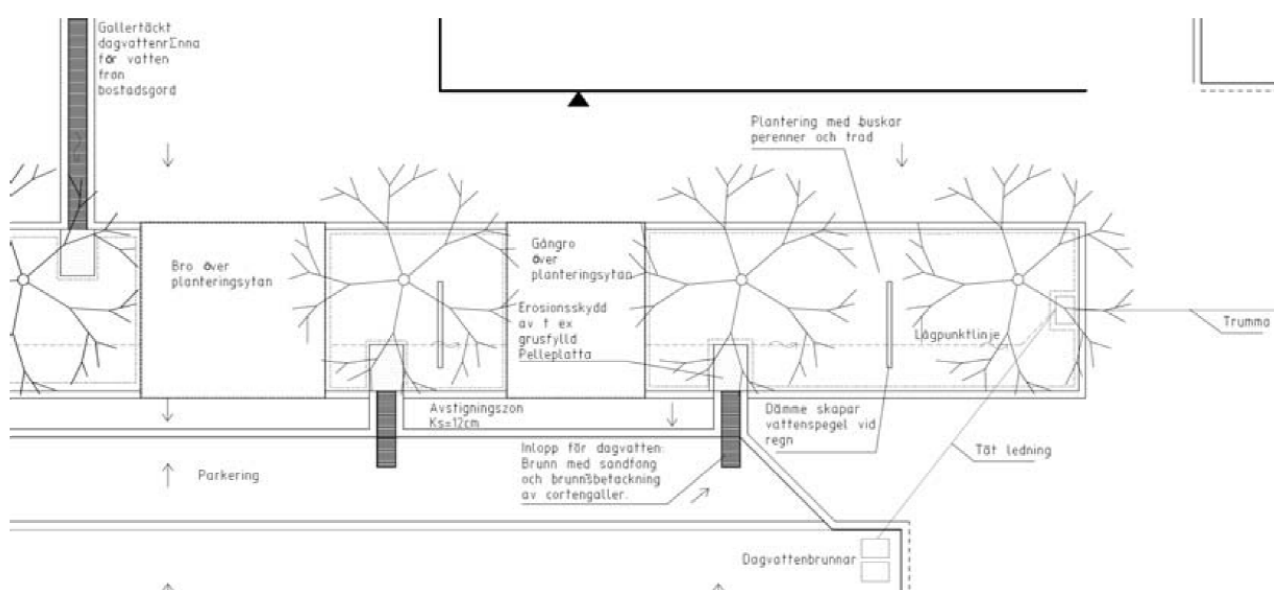 Gallertäckt
dagvattenrΣnna
för vatten
från
bostadsgård
Plantering med buskar
perenner och träd
Bro över
planteringsytan
Gångro
över
planteringsytan
Erosionsskydd
av t ex
grusfylld
Pelleplatta
Lågpunktlinje
Trumma
Avstigningszon
Ks=12cm
Dämme skapar
vattenspegel vid
regn
Inlopp för dagvatten:
Brunn med sandfång
och brunnsbetäckning
av cortengaller.
Tät ledning
Parkering
Dagvattenbrunnar